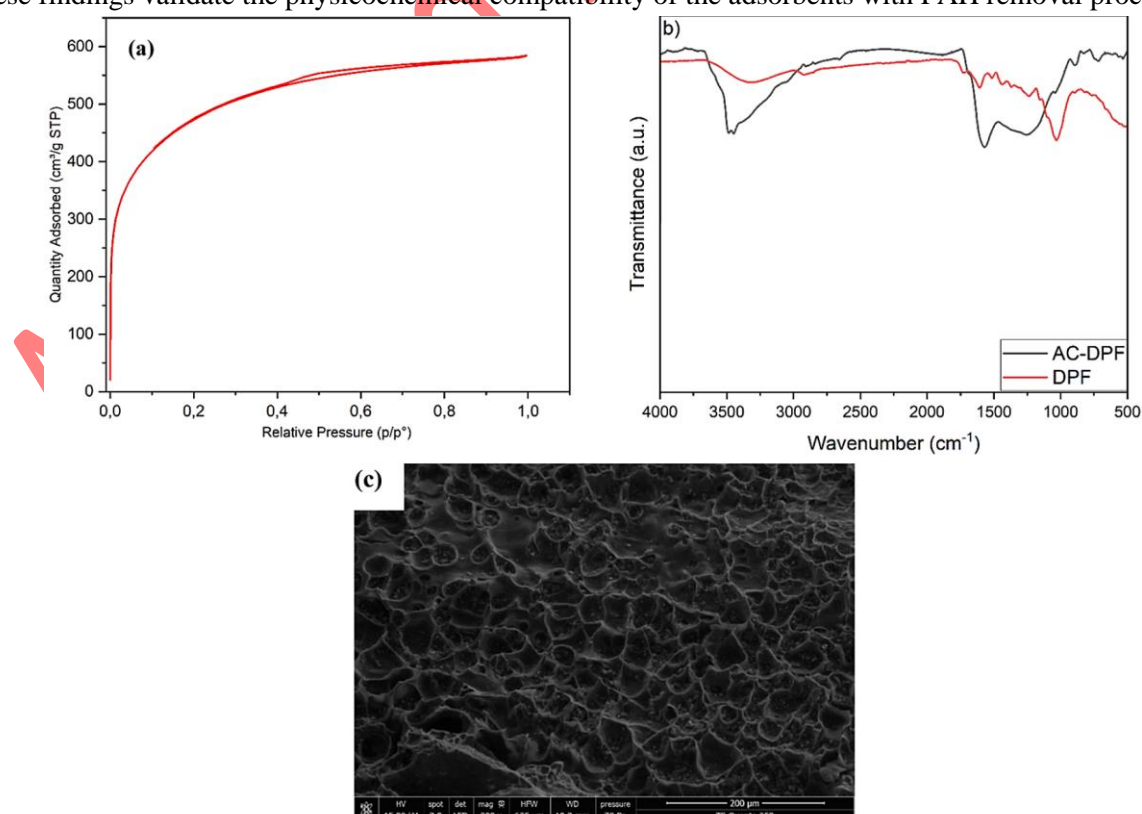 ese findings validate the physicochemical compatibility of the adsorbents with PAH removal proc
(a)
600
500
400
300
200
100
0
Quantity Adsorbed (cm³/g STP)
0,0 0,2 0,4 0,6 0,8 1,0
Relative Pressure (p/p°)
b)
Transmittance (a.u.)
AC-DPF
DPF
4000 3500 3000 2500 2000 1500 1000 500
Wavenumber (cm⁻¹)
(c)
HV spot det mag HFW WD pressure
200 µm